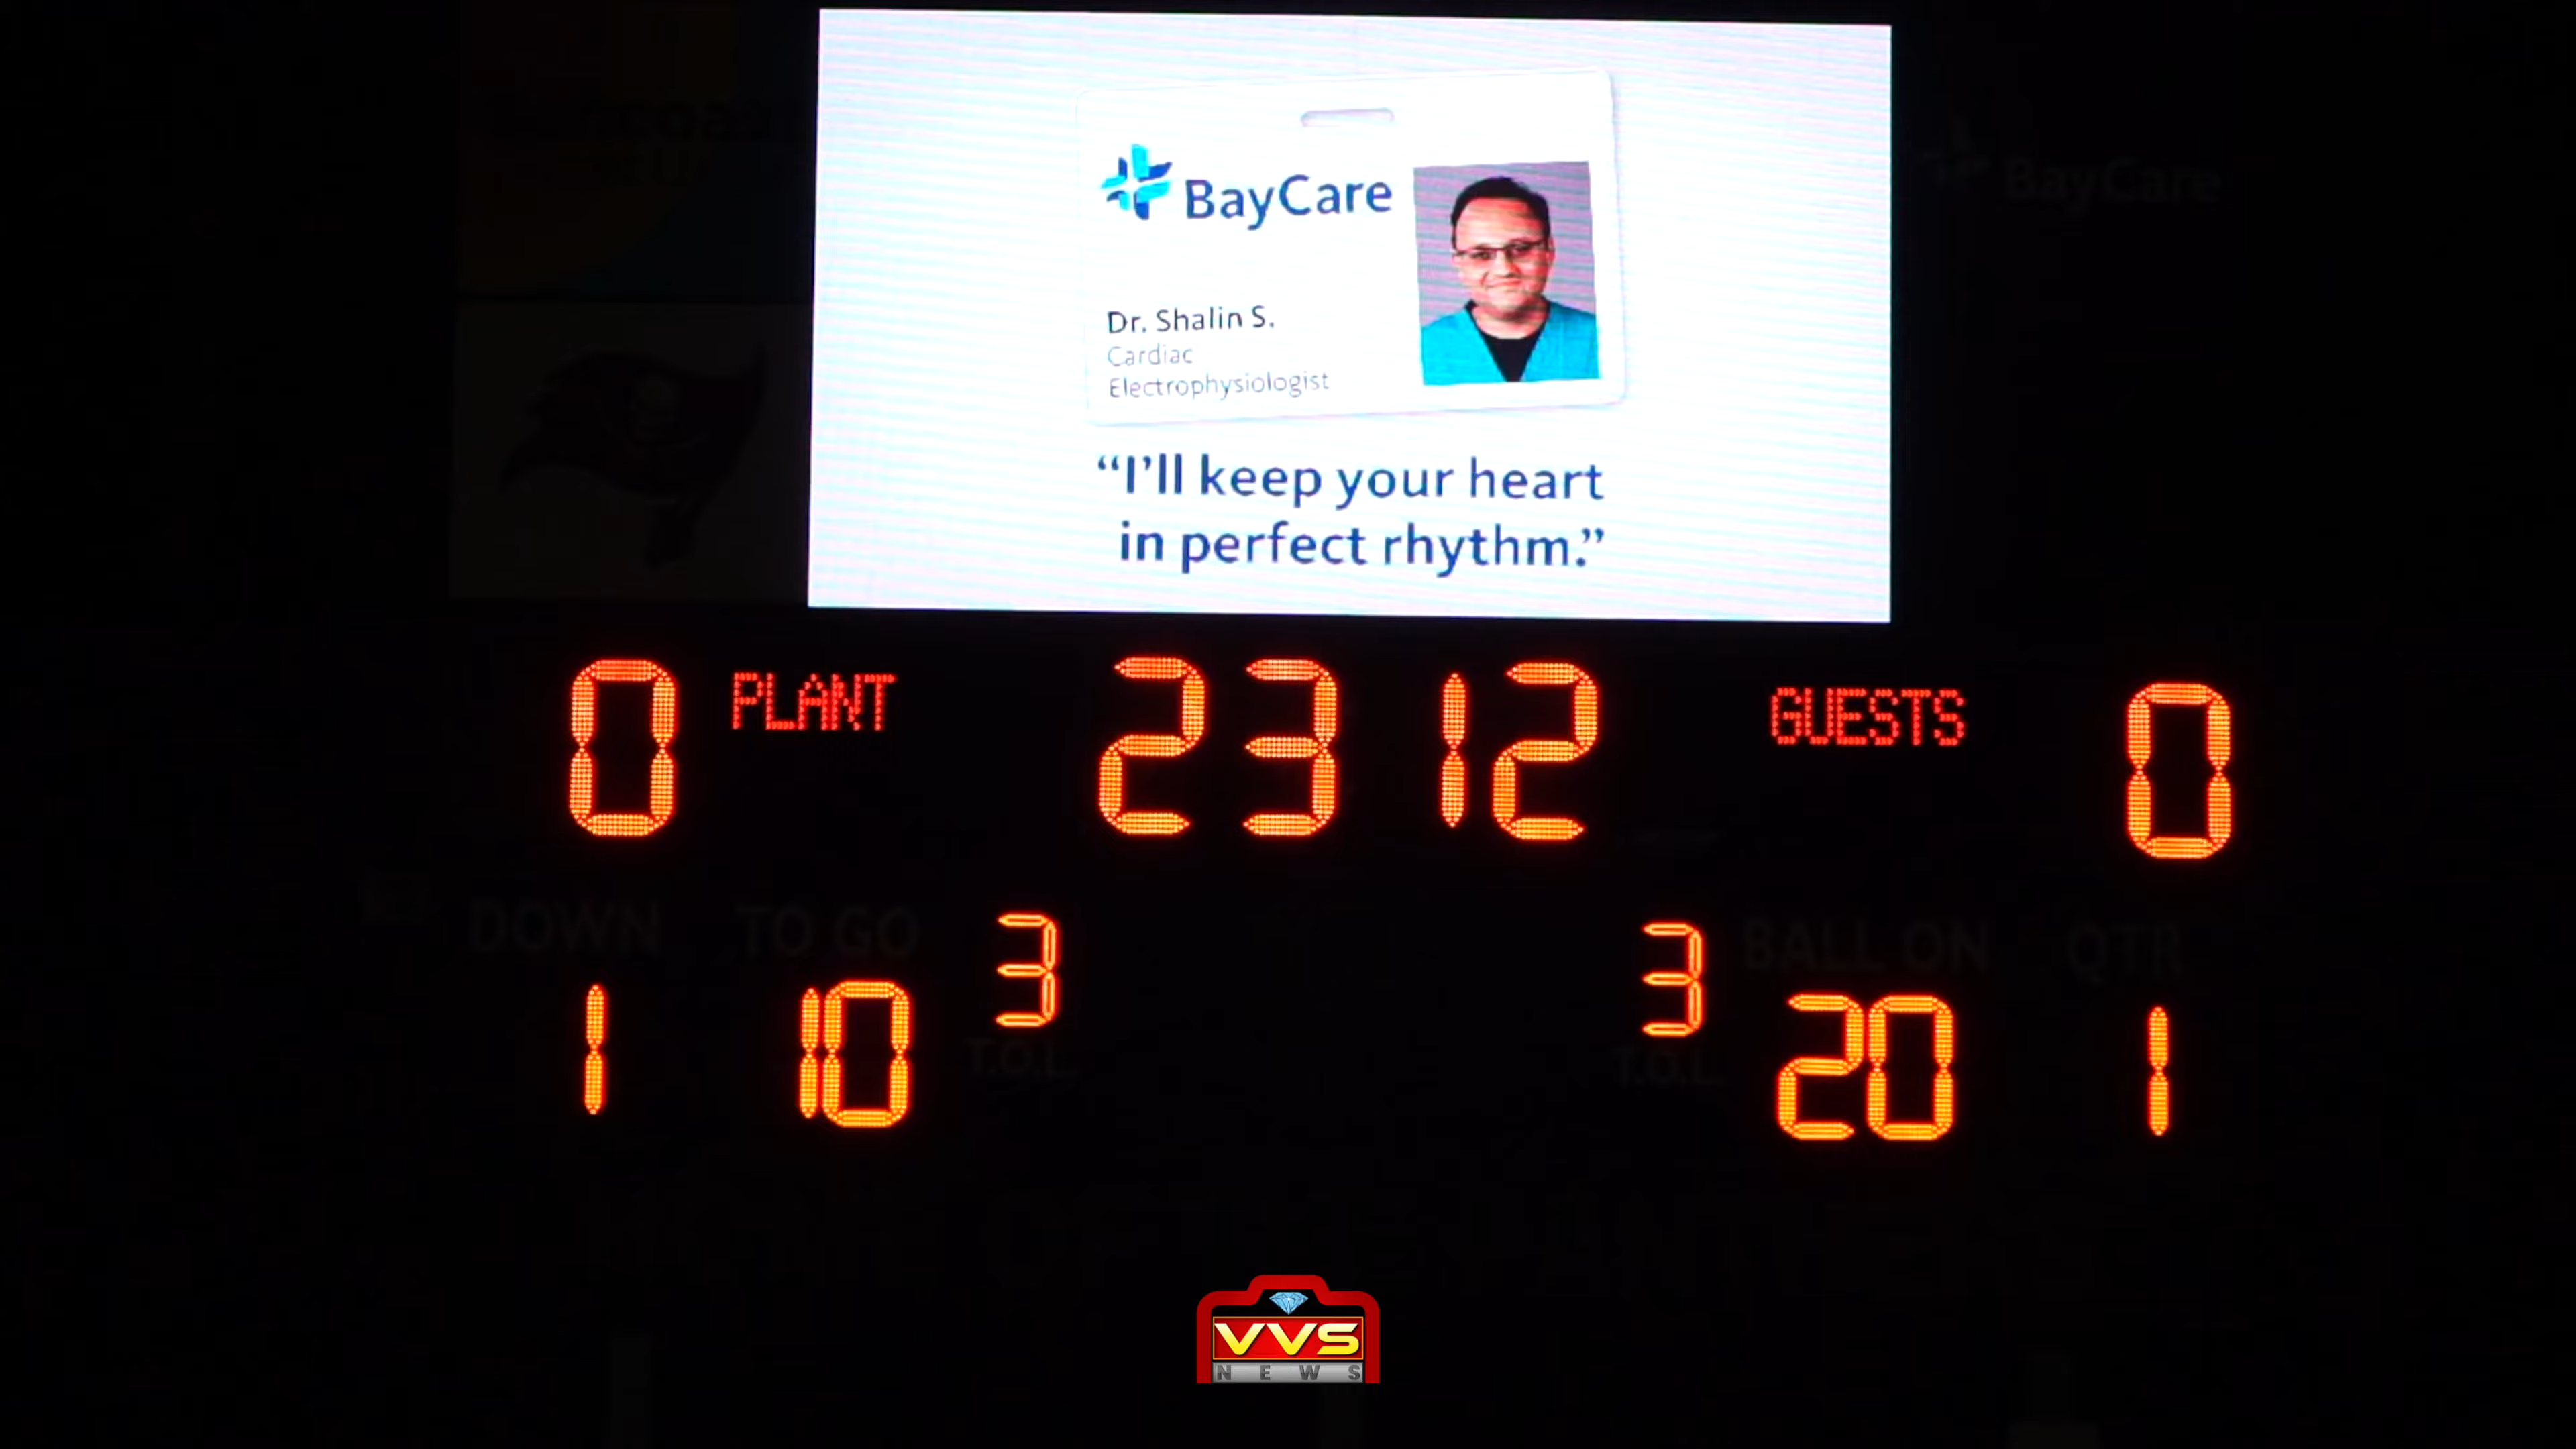 BayCare
Dr. Shalin S.
Cardiac
Electrophysiologist
“I’ll keep your heart
in perfect rhythm.”
BayCare
0 PLANT 23 12 GUESTS 0
DOWN TO GO 3 3 BALL ON QTR
1 10 T.O.L. T.O.L. 20 1
VVS
NEWS